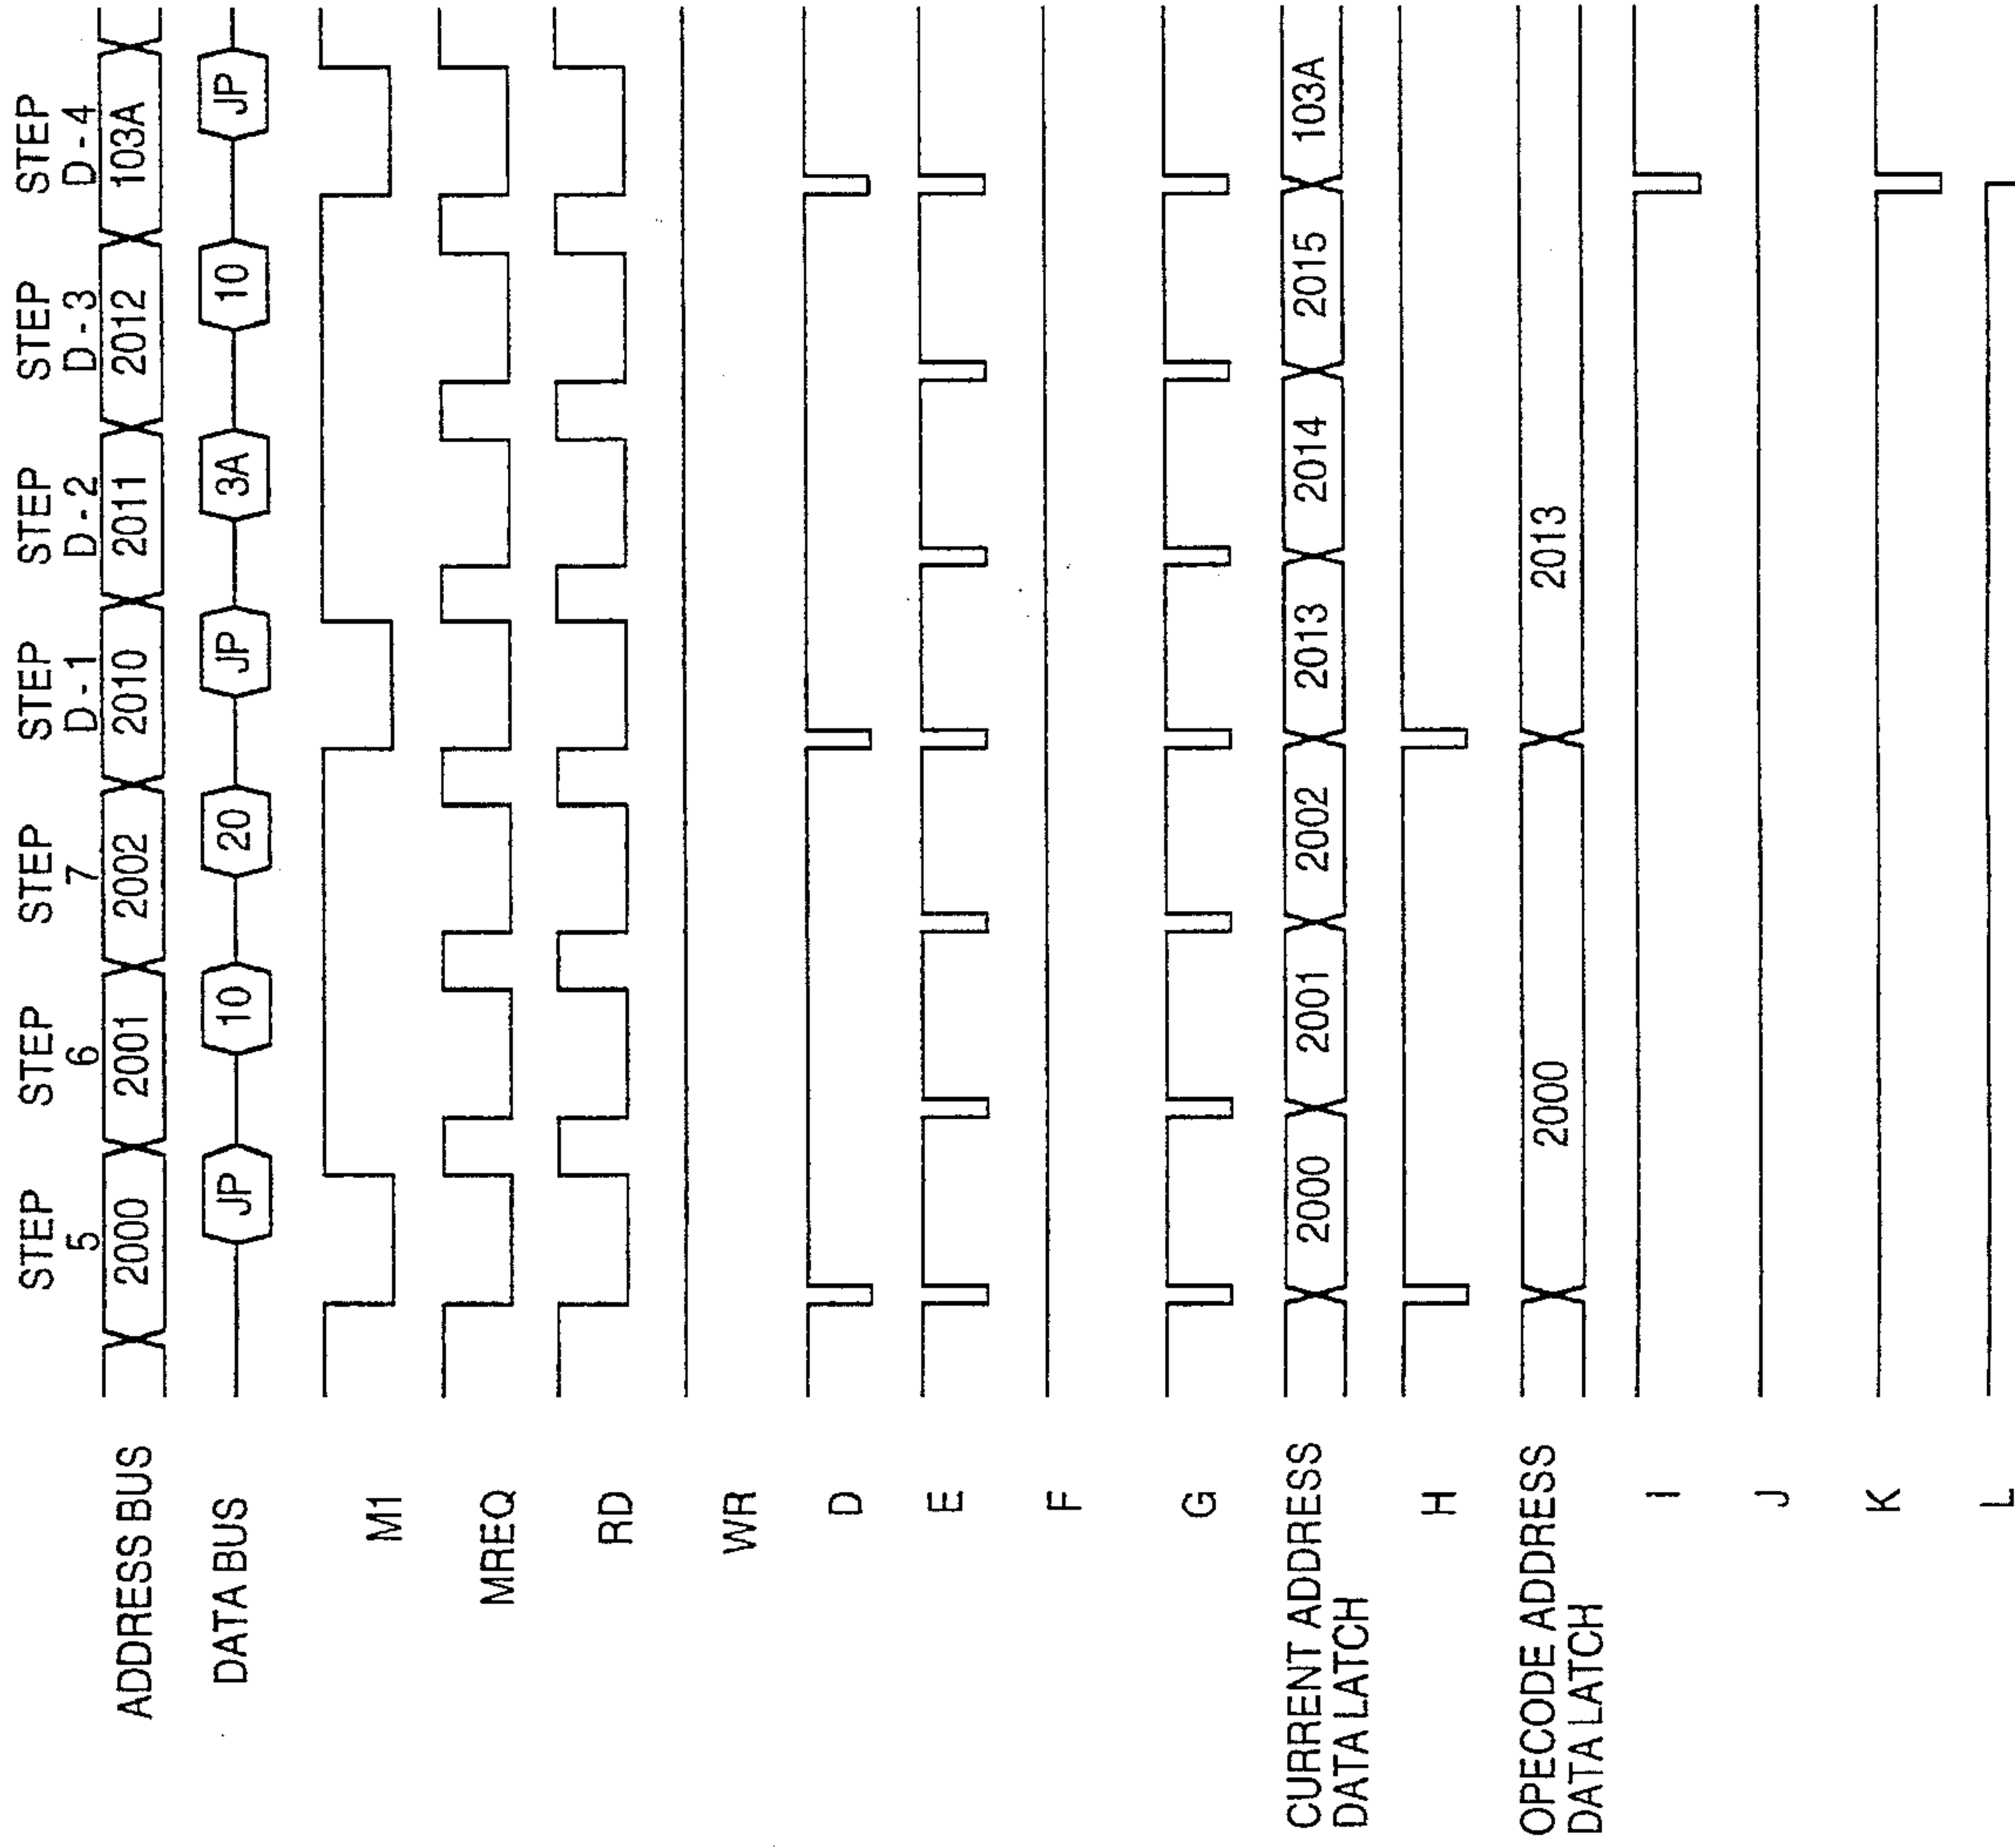 STEP 5
STEP 6
STEP 7
STEP D-1
STEP D-2
STEP D-3
STEP D-4
ADDRESS BUS
2000
2001
2002
2010
2011
2012
103A
DATA BUS
JP
10
20
JP
3A
10
JP
M1
MREQ
RD
WR
D
E
F
G
CURRENT ADDRESS
DATA LATCH
2000
2001
2002
2013
2014
2015
103A
H
OPECODE ADDRESS
DATA LATCH
2000
2013
I
J
K
L